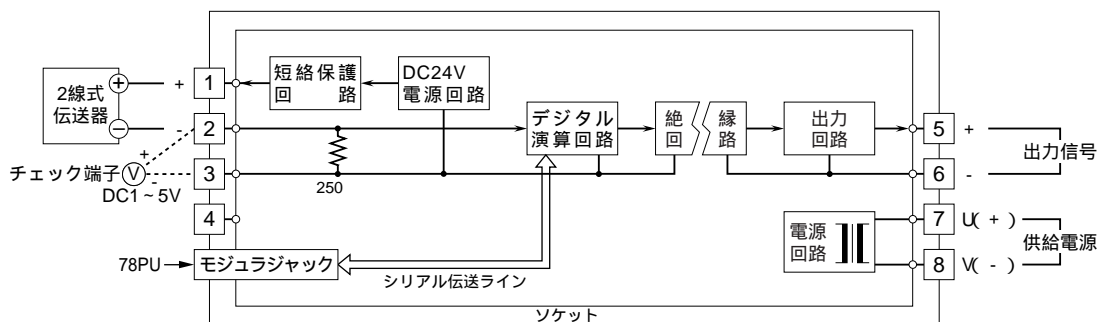 2線式
伝送器
+
-
+
-
1
2
3
4
+
-
チェック端子
V
DC1~5V
短絡保護
回路
DC24V
電源回路
250
デジタル
演算回路
絶縁
回路
出力
回路
5
6
7
8
+
-
出力信号
電源
回路
U(+)
V(-)
供給電源
78PU
モジュラジャック
シリアル伝送ライン
ソケット